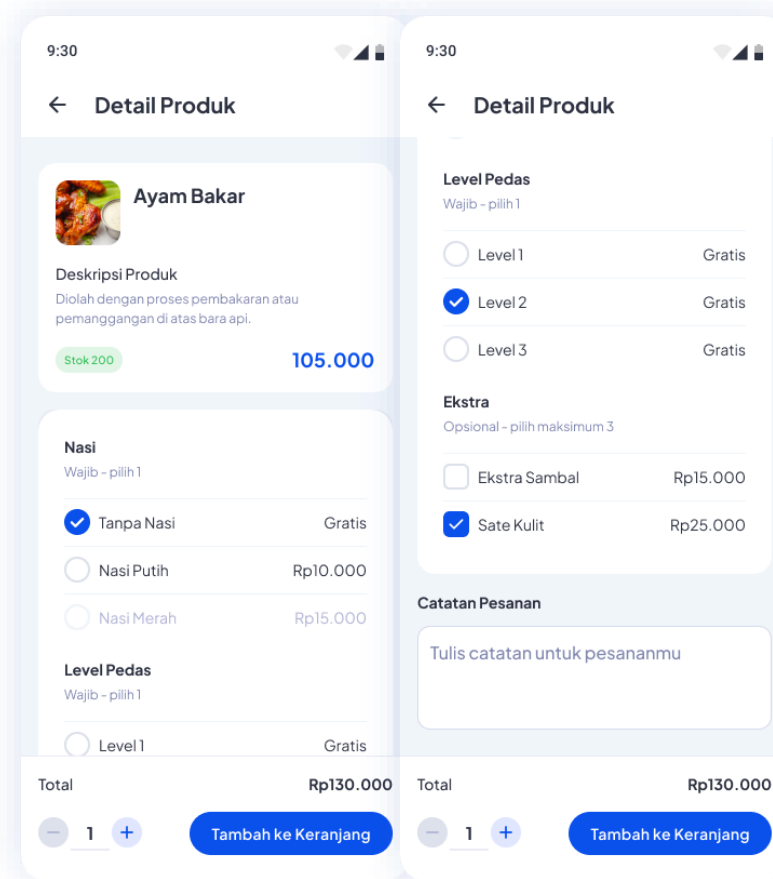 9:30
Detail Produk
Ayam Bakar
Deskripsi Produk
Diolah dengan proses pembakaran atau
pemanggangan di atas bara api.
Stok 200
105.000
Nasi
Wajib - pilih 1
Tanpa Nasi Gratis
Nasi Putih Rp10.000
Nasi Merah Rp15.000
Level Pedas
Wajib - pilih 1
Level 1 Gratis
Total Rp130.000
1
Tambah ke Keranjang
9:30
Detail Produk
Level Pedas
Wajib - pilih 1
Level 1 Gratis
Level 2 Gratis
Level 3 Gratis
Ekstra
Opsional - pilih maksimum 3
Ekstra Sambal Rp15.000
Sate Kulit Rp25.000
Catatan Pesanan
Tulis catatan untuk pesananmu
Total Rp130.000
1
Tambah ke Keranjang